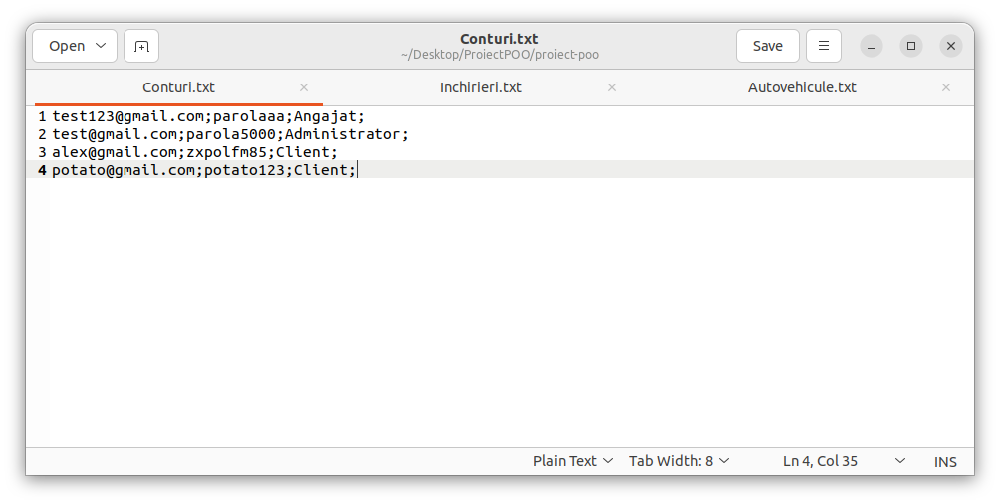 Open
Conturi.txt
~/Desktop/ProiectPOO/proiect-poo
Save
Conturi.txt
Inchirieri.txt
Autovehicule.txt
1 test123@gmail.com;parolaaa;Angajat;
2 test@gmail.com;parola5000;Administrator;
3 alex@gmail.com;zxpolfm85;Client;
4 potato@gmail.com;potato123;Client;
Plain Text
Tab Width: 8
Ln 4, Col 35
INS